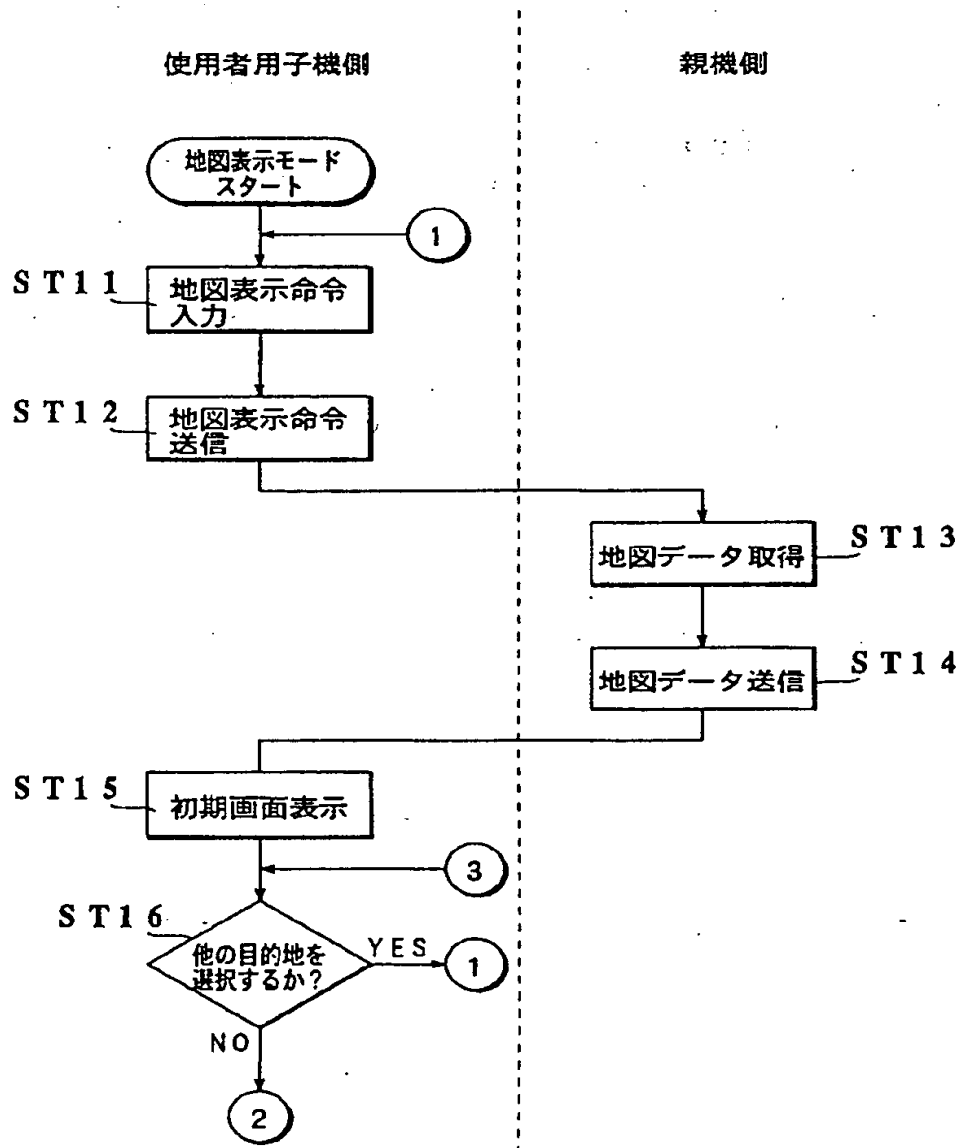 使用者用子機側
親機側
地図表示モード
スタート
1
ST11
地図表示命令
入力
ST12
地図表示命令
送信
地図データ取得
ST13
地図データ送信
ST14
ST15
初期画面表示
3
ST16
他の目的地を
選択するか?
YES
1
NO
2